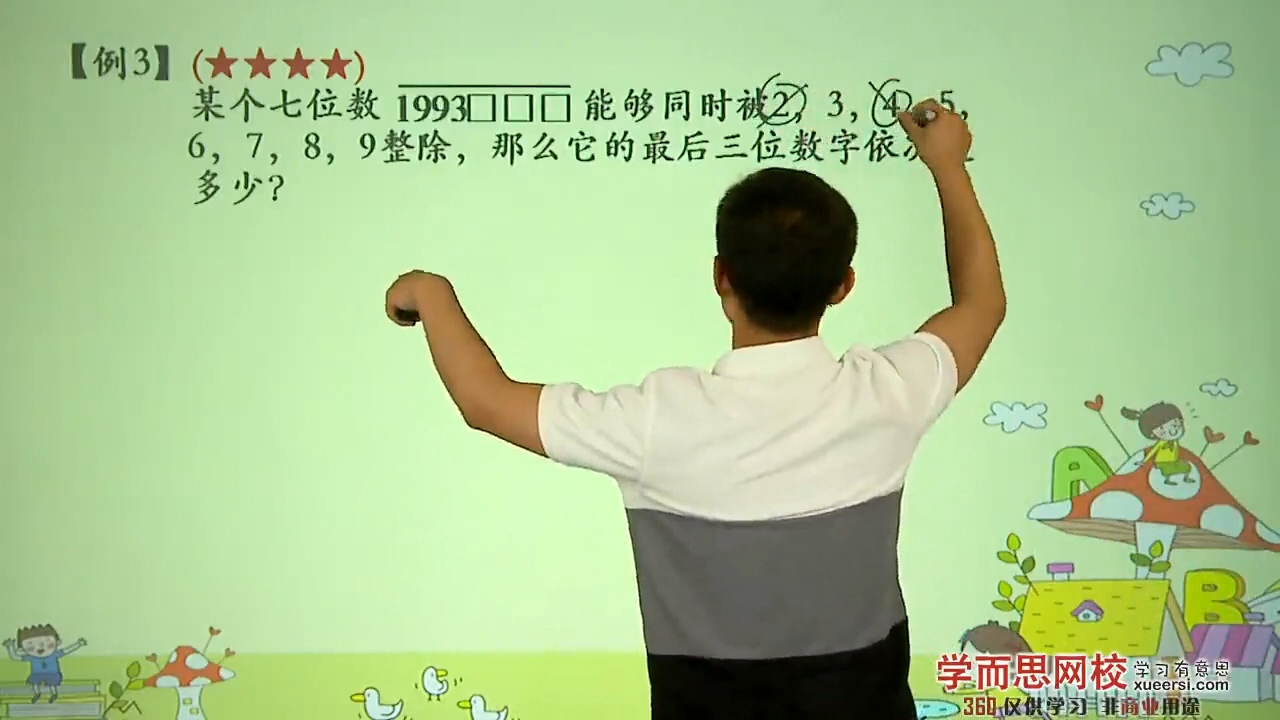 【例3】(★★★★)
某个七位数 1993□□□ 能够同时被2, 3, 4, 5,
6, 7, 8, 9整除, 那么它的最后三位数字依
多少?
A
B
学而思网校 学习有意思
xueersi.com
360 仅供学习 非商业用途